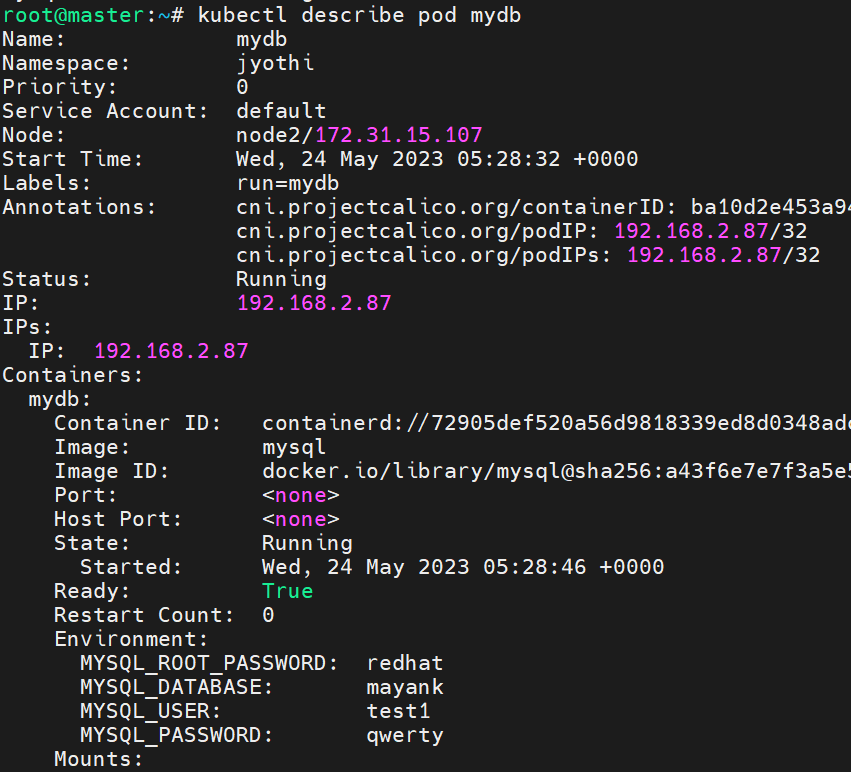 root@master:~# kubectl describe pod mydb
Name:             mydb
Namespace:        jyothi
Priority:         0
Service Account:  default
Node:             node2/172.31.15.107
Start Time:       Wed, 24 May 2023 05:28:32 +0000
Labels:           run=mydb
Annotations:      cni.projectcalico.org/containerID: ba10d2e453a94
                  cni.projectcalico.org/podIP: 192.168.2.87/32
                  cni.projectcalico.org/podIPs: 192.168.2.87/32
Status:           Running
IP:               192.168.2.87
IPs:
  IP:  192.168.2.87
Containers:
  mydb:
    Container ID:   containerd://72905def520a56d9818339ed8d0348adc
    Image:          mysql
    Image ID:       docker.io/library/mysql@sha256:a43f6e7e7f3a5e5
    Port:           <none>
    Host Port:      <none>
    State:          Running
      Started:      Wed, 24 May 2023 05:28:46 +0000
    Ready:          True
    Restart Count:  0
    Environment:
      MYSQL_ROOT_PASSWORD:  redhat
      MYSQL_DATABASE:       mayank
      MYSQL_USER:           test1
      MYSQL_PASSWORD:       qwerty
    Mounts: